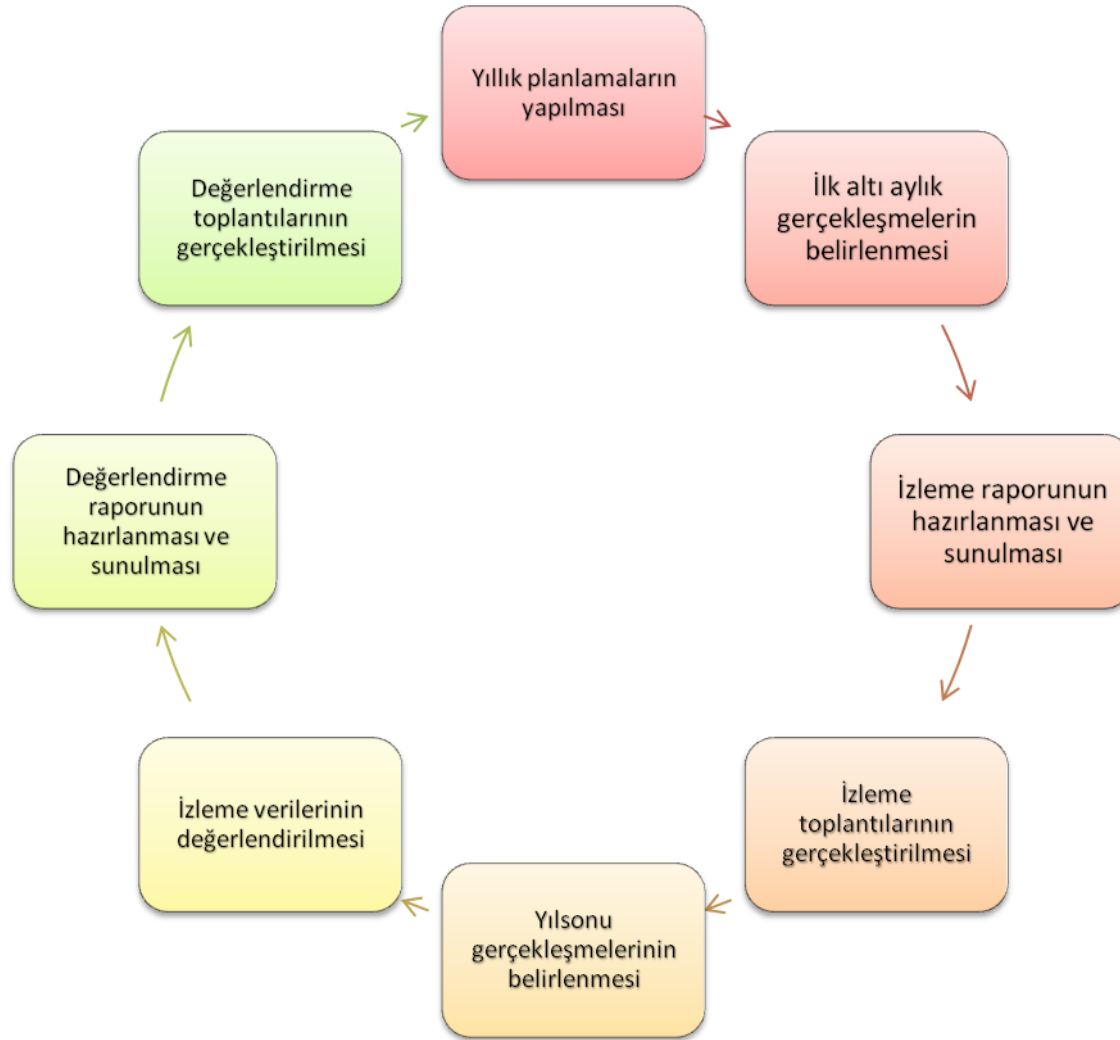 Yıllık planlamaların
yapılması
İlk altı aylık
gerçekleşmelerin
belirlenmesi
İzleme raporunun
hazırlanması ve
sunulması
İzleme
toplantılarının
gerçekleştirilmesi
Yılsonu
gerçekleşmelerinin
belirlenmesi
İzleme verilerinin
değerlendirilmesi
Değerlendirme
raporunun
hazırlanması ve
sunulması
Değerlendirme
toplantılarının
gerçekleştirilmesi